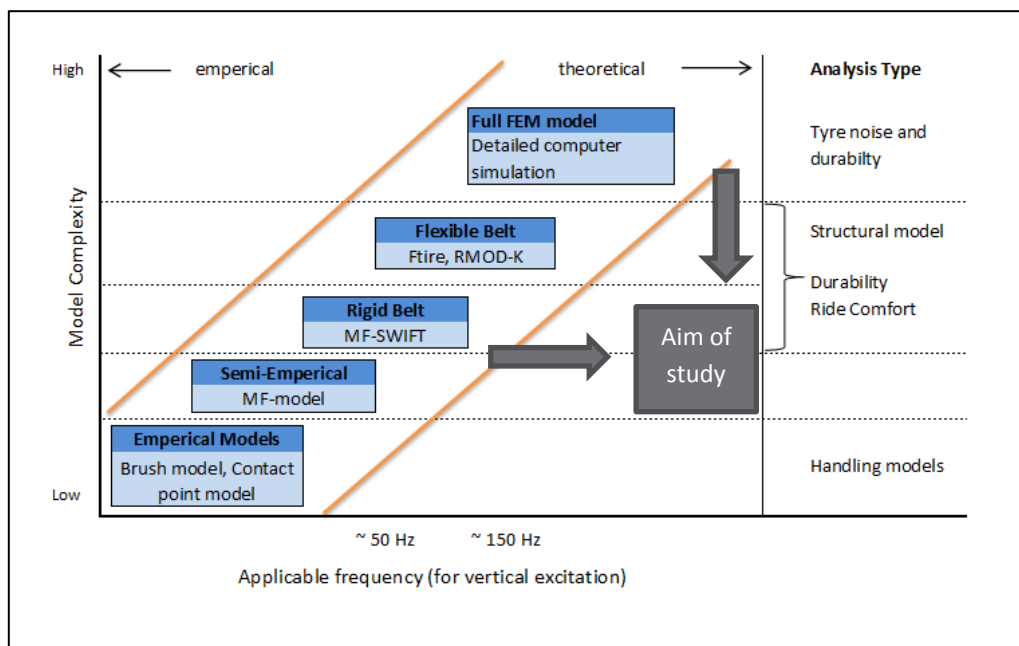 High
emperical
theoretical
Analysis Type
Full FEM model
Detailed computer
simulation
Tyre noise and
durabilty
Model Complexity
Flexible Belt
Ftire, RMOD-K
Structural model
Durability
Ride Comfort
Rigid Belt
MF-SWIFT
Aim of
study
Semi-Emperical
MF-model
Emperical Models
Brush model, Contact
point model
Handling models
Low
~ 50 Hz
~ 150 Hz
Applicable frequency (for vertical excitation)